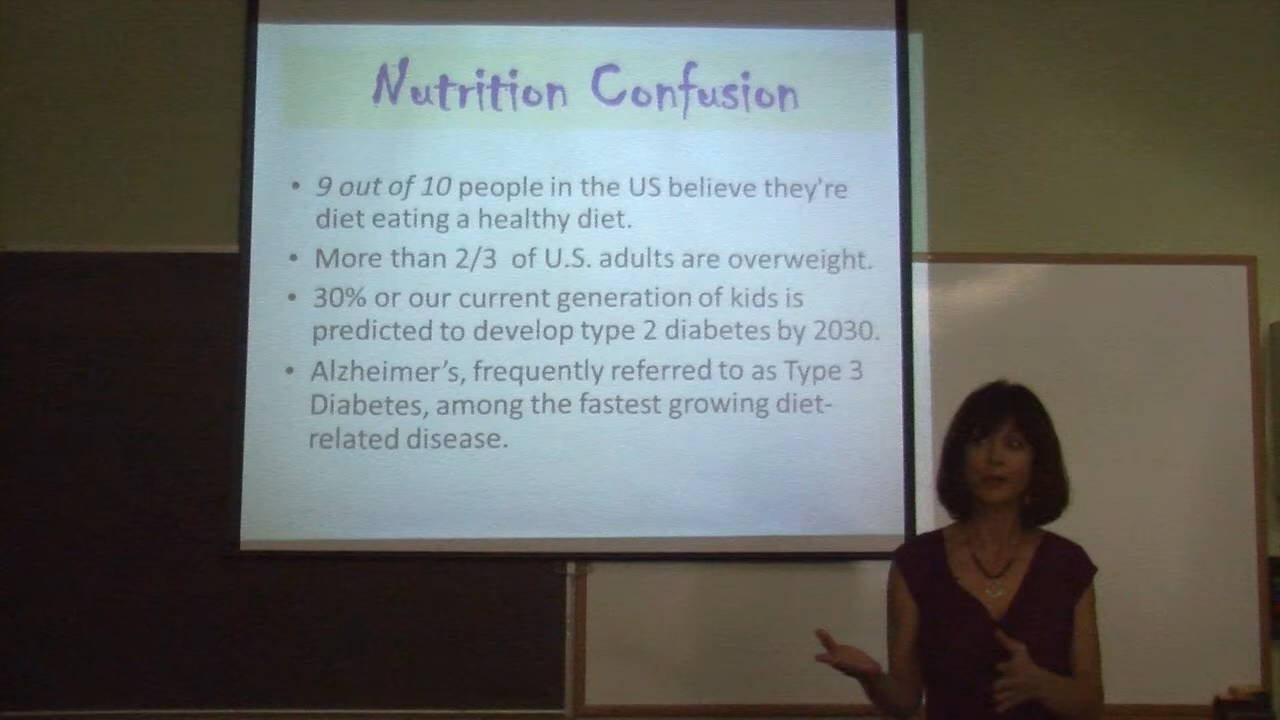 Nutrition Confusion
• 9 out of 10 people in the US believe they're
diet eating a healthy diet.
• More than 2/3 of U.S. adults are overweight.
• 30% or our current generation of kids is
predicted to develop type 2 diabetes by 2030.
• Alzheimer's, frequently referred to as Type 3
Diabetes, among the fastest growing diet-
related disease.